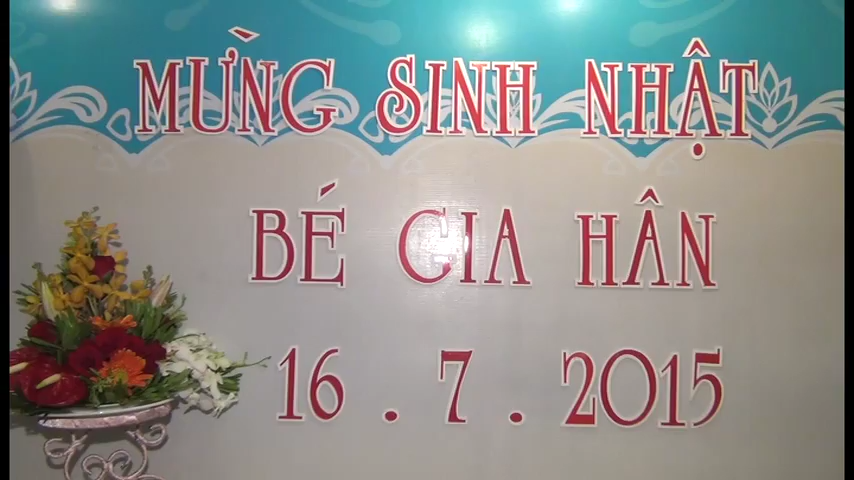 MỪNG SINH NHẬT
BÉ GIA HÂN
16 . 7 . 2015